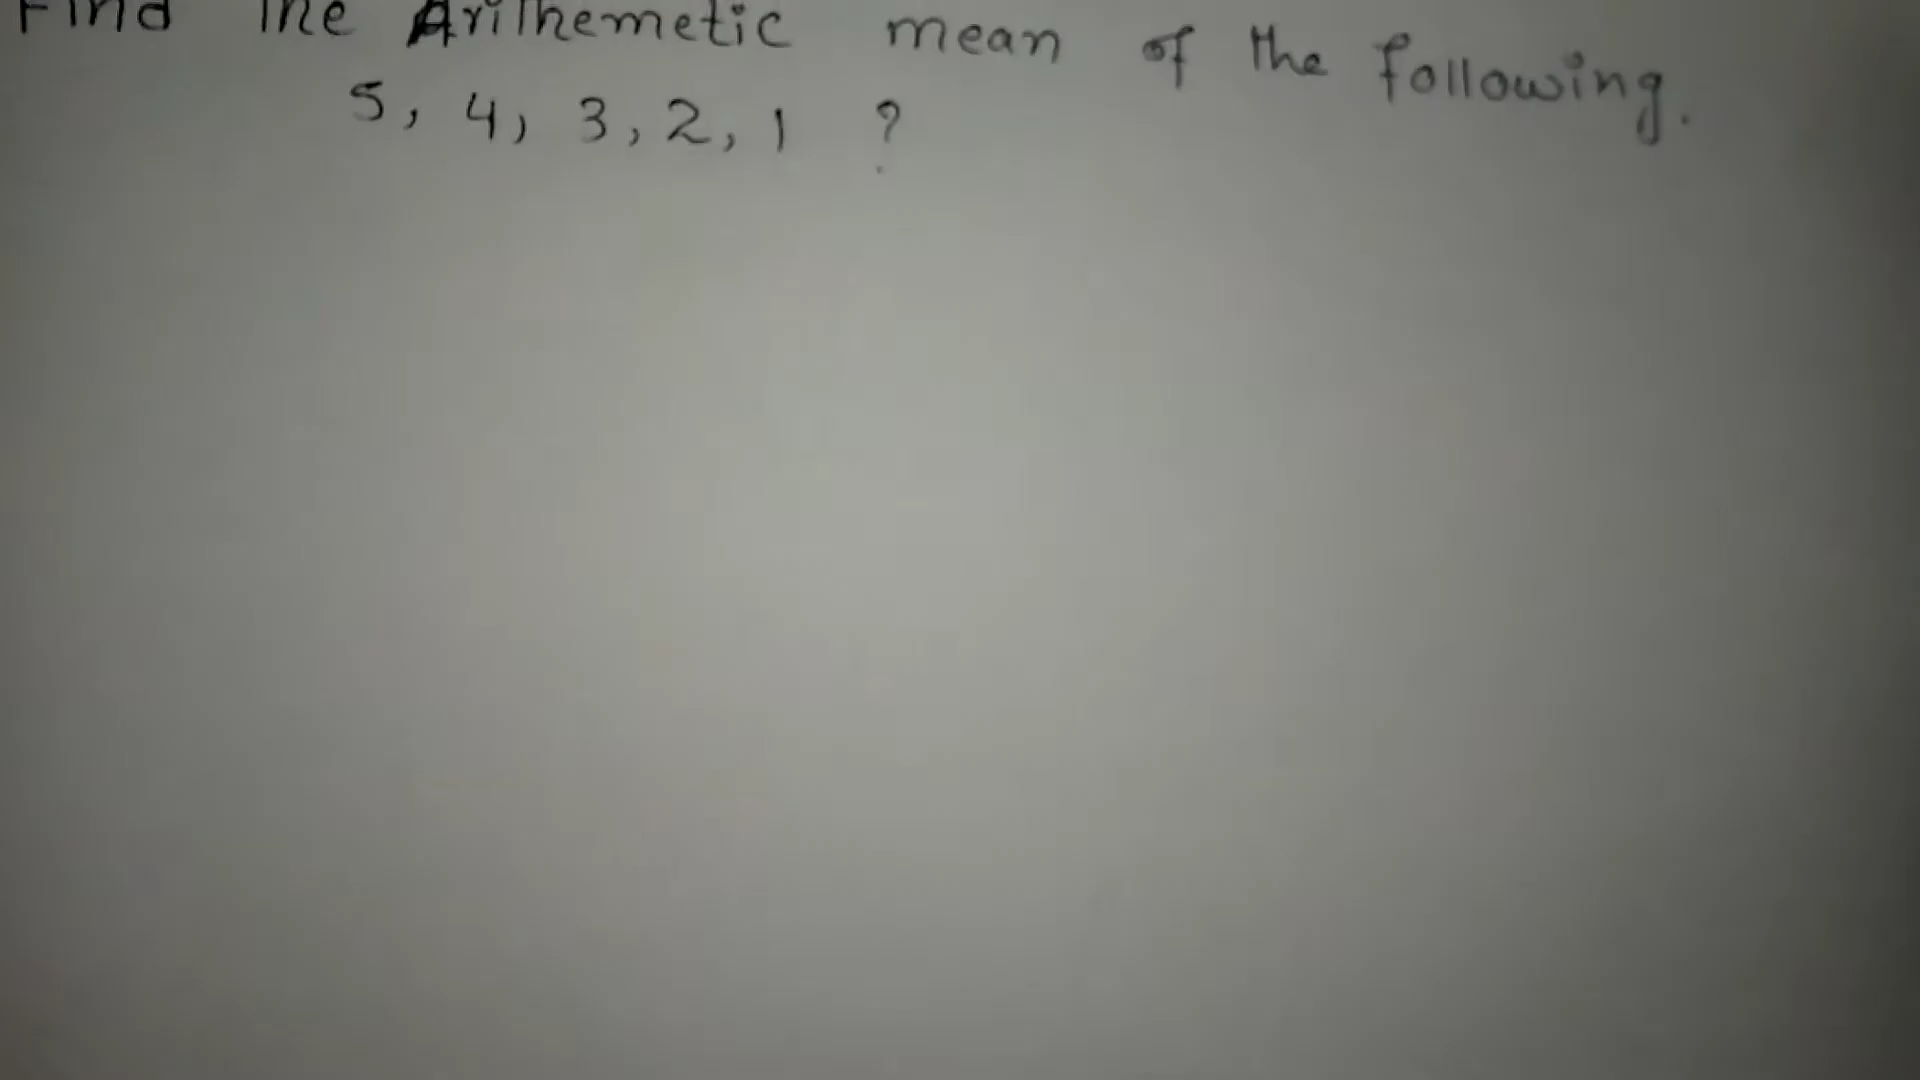 Find the Arithemetic mean of the following.
5, 4, 3, 2, 1 ?